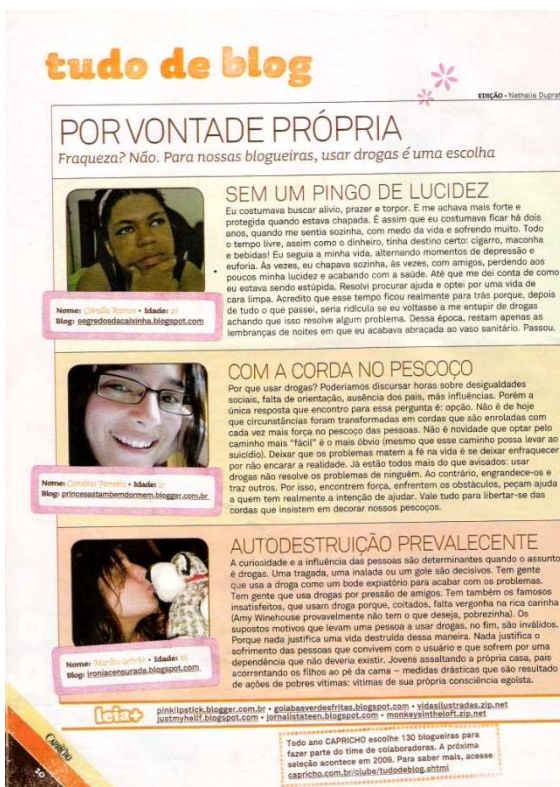 tudo de blog
EDIÇÃO • Nathalie Duprat
POR VONTADE PRÓPRIA
Fraqueza? Não. Para nossas blogueiras, usar drogas é uma escolha
SEM UM PINGO DE LUCIDEZ
Eu costumava buscar alívio, prazer e torpor. E me achava mais forte e
protegida quando estava chapada. É assim que eu costumava ficar há dois
anos, quando me sentia sozinha, com medo da vida e sofrendo muito. Todo
o tempo livre, assim como o dinheiro, tinha destino certo: cigarro, maconha
e bebidas! Eu seguia a minha vida, alternando momentos de depressão e
euforia. Às vezes, eu chapava sozinha, às vezes, com amigos, perdendo aos
poucos minha lucidez e acabando com a saúde. Até que me dei conta de como
eu estava sendo estúpida. Resolvi procurar ajuda e optei por uma vida de
cara limpa. Acredito que esse tempo ficou realmente para trás porque, depois
de tudo o que passei, seria ridícula se eu voltasse a me entupir de drogas
achando que isso resolve algum problema. Dessa época, restam apenas as
lembranças de noites em que eu acabava abraçada ao vaso sanitário. Passou.
Nome: Camilla Ramos • Idade:
Blog: segredosdacaixinha.blogspot.com
COM A CORDA NO PESCOÇO
Por que usar drogas? Poderíamos discursar horas sobre desigualdades
sociais, falta de orientação, ausência dos pais, más influências. Porém a
única resposta que encontro para essa pergunta é: opção. Não é de hoje
que circunstâncias foram transformadas em cordas que são enroladas com
cada vez mais força no pescoço das pessoas. Não é novidade que optar pelo
caminho mais "fácil" é o mais óbvio (mesmo que esse caminho possa levar ao
suicídio). Deixar que os problemas matem a fé na vida é se deixar enfraquecer
por não encarar a realidade. Já estão todos mais do que avisados: usar
drogas não resolve os problemas de ninguém. Ao contrário, engrandece-os e
traz outros. Por isso, encontrem força, enfrentem os obstáculos, peçam ajuda
a quem tem realmente a intenção de ajudar. Vale tudo para libertar-se das
cordas que insistem em decorar nossos pescoços.
Nome: Carolina Ferreira • Idade:
Blog: princesastambemdormem.blogger.com.br
AUTODESTRUIÇÃO PREVALECENTE
A curiosidade e a influência das pessoas são determinantes quando o assunto
é drogas. Uma tragada, uma inalada ou um gole são decisivos. Tem gente
que usa a droga como um bode expiatório para acabar com os problemas.
Tem gente que usa drogas por pressão de amigos. Tem também os famosos
insatisfeitos, que usam droga porque, coitados, falta vergonha na rica carinha
(Amy Winehouse provavelmente não tem o que deseja, pobrezinha). Os
supostos motivos que levam uma pessoa a usar drogas, no fim, são inválidos.
Porque nada justifica uma vida destruída dessa maneira. Nada justifica o
sofrimento das pessoas que convivem com o usuário e que sofrem por uma
dependência que não deveria existir. Jovens assaltando a própria casa, pais
acorrentando os filhos ao pé da cama – medidas drásticas que são resultado
de ações de pobres vítimas: vítimas de sua própria consciência egoísta.
Nome: Marília • Idade:
Blog: ironiacensurada.blogspot.com
leia+
pinklipstick.blogger.com.br • goiabasverdesfritas.blogspot.com • vidasilustradas.zip.net
justmyhellf.blogspot.com • jornalistateen.blogspot.com • monkeysintheloft.zip.net
Todo ano CAPRICHO escolhe 130 blogueiras para
fazer parte do time de colaboradoras. A próxima
seleção acontece em 2009. Para saber mais, acesse
capricho.com.br/clube/tudodeblog.shtml
CAPRICHO